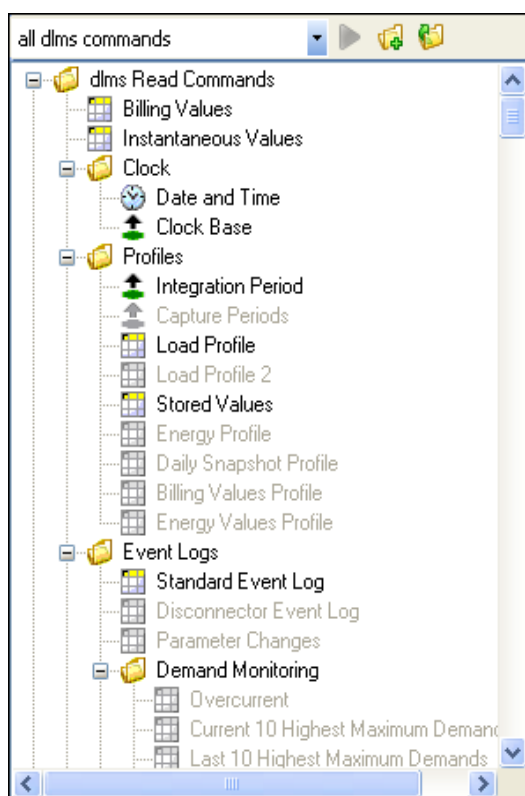 all dlms commands
dlms Read Commands
Billing Values
Instantaneous Values
Clock
Date and Time
Clock Base
Profiles
Integration Period
Capture Periods
Load Profile
Load Profile 2
Stored Values
Energy Profile
Daily Snapshot Profile
Billing Values Profile
Energy Values Profile
Event Logs
Standard Event Log
Disconnector Event Log
Parameter Changes
Demand Monitoring
Overcurrent
Current 10 Highest Maximum Demand
Last 10 Highest Maximum Demands